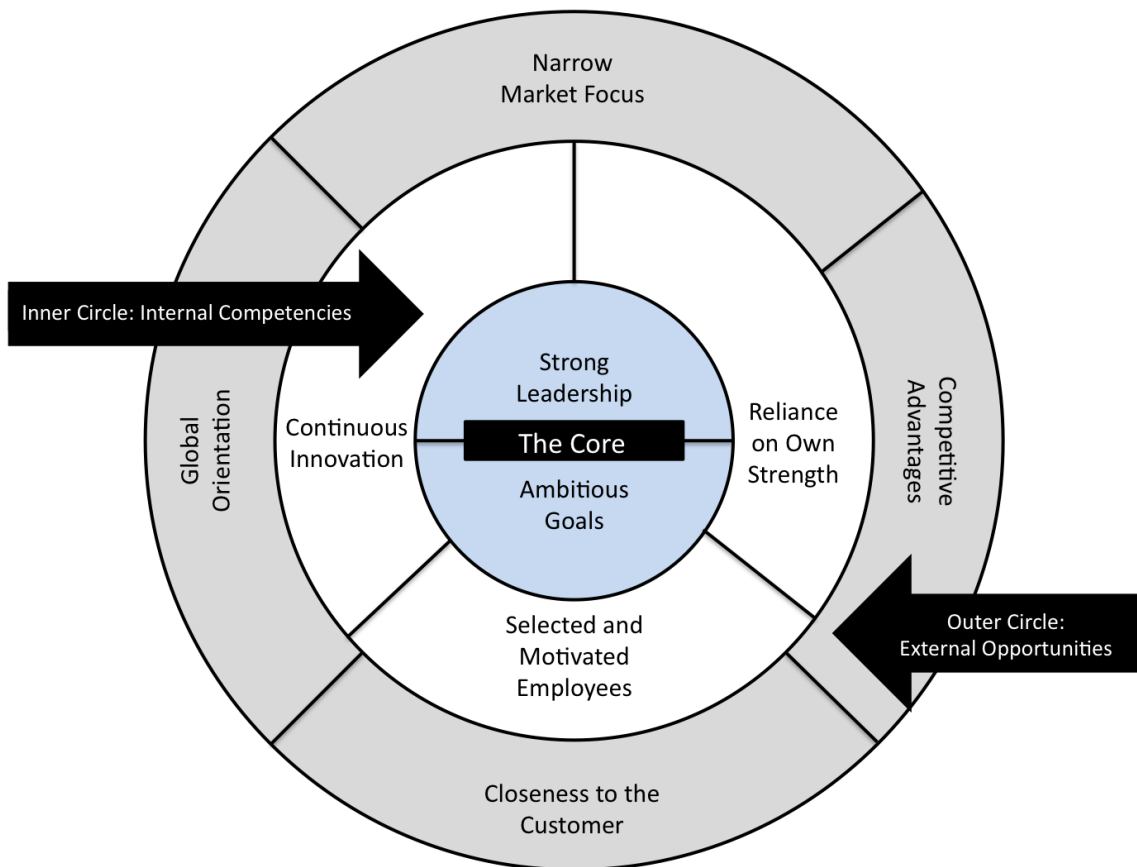 Narrow
Market Focus
Inner Circle: Internal Competencies
Strong
Leadership
Competitive
Advantages
Global
Orientation
Continuous
Innovation
The Core
Reliance
on Own
Strength
Ambitious
Goals
Selected and
Motivated
Employees
Outer Circle:
External Opportunities
Closeness to the
Customer